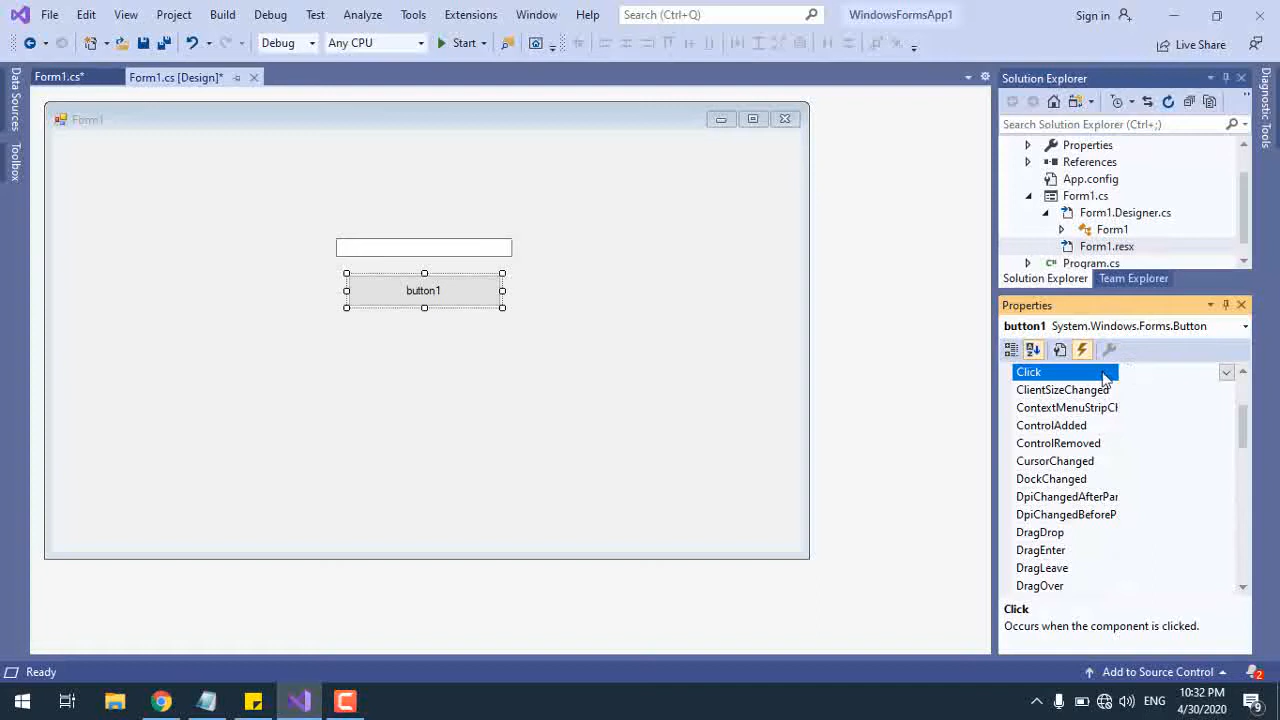 File Edit View Project Build Debug Test Analyze Tools Extensions Window Help Search (Ctrl+Q) WindowsFormsApp1 Sign in
Debug Any CPU Start Live Share
Form1.cs* Form1.cs [Design]*
Data Sources
Toolbox
Form1
button1
Solution Explorer
Search Solution Explorer (Ctrl+;)
Properties
References
App.config
Form1.cs
Form1.Designer.cs
Form1
Form1.resx
C# Program.cs
Solution Explorer Team Explorer
Diagnostic Tools
Properties
button1 System.Windows.Forms.Button
Click
ClientSizeChanged
ContextMenuStripCl
ControlAdded
ControlRemoved
CursorChanged
DockChanged
DpiChangedAfterPar
DpiChangedBeforeP
DragDrop
DragEnter
DragLeave
DragOver
Click
Occurs when the component is clicked.
Ready Add to Source Control 2
ENG 10:32 PM 9
4/30/2020